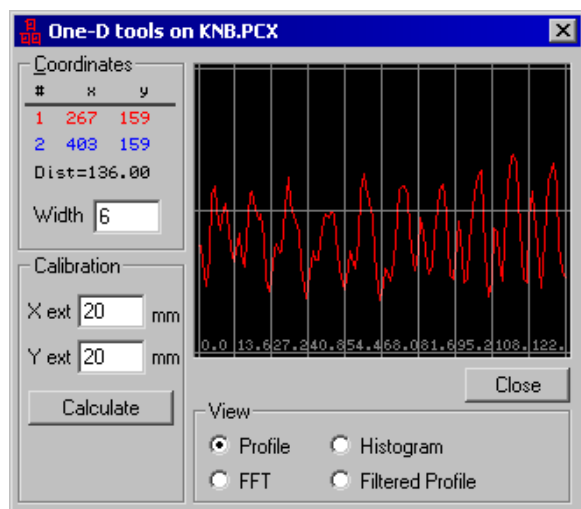 One-D tools on KNB.PCX
Coordinates
# x y
1 267 159
2 403 159
Dist=136.00
Width 6
Calibration
X ext 20 mm
Y ext 20 mm
Calculate
0.0 13.6 27.2 40.8 54.4 68.0 81.6 95.2 108. 122.
Close
View
Profile Histogram
FFT Filtered Profile